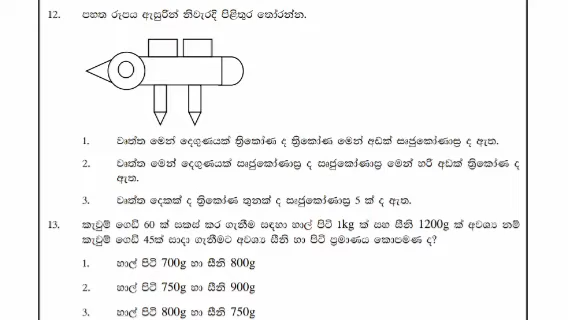 12. පහත රූපය ඇසුරින් නිවැරදි පිළිතුර තෝරන්න.
1. වෘත්ත මෙන් දෙගුණයක් ත්‍රිකෝණ ද ත්‍රිකෝණ මෙන් අඩක් සෘජුකෝණාස්‍ර ද ඇත.
2. වෘත්ත මෙන් දෙගුණයක් සෘජුකෝණාස්‍ර ද සෘජුකෝණාස්‍ර මෙන් හරි අඩක් ත්‍රිකෝණ ද
ඇත.
3. වෘත්ත දෙකක් ද ත්‍රිකෝණ තුනක් ද සෘජුකෝණාස්‍ර 5 ක් ද ඇත.
13. කැවුම් ගෙඩි 60 ක් සකස් කර ගැනීම සඳහා හාල් පිටි 1kg ක් සහ සීනි 1200g ක් අවශ්‍ය නම්
කැවුම් ගෙඩි 45ක් සාදා ගැනීමට අවශ්‍ය සීනි හා පිටි ප්‍රමාණය කොපමණ ද?
1. හාල් පිටි 700g හා සීනි 800g
2. හාල් පිටි 750g හා සීනි 900g
3. හාල් පිටි 800g හා සීනි 750g